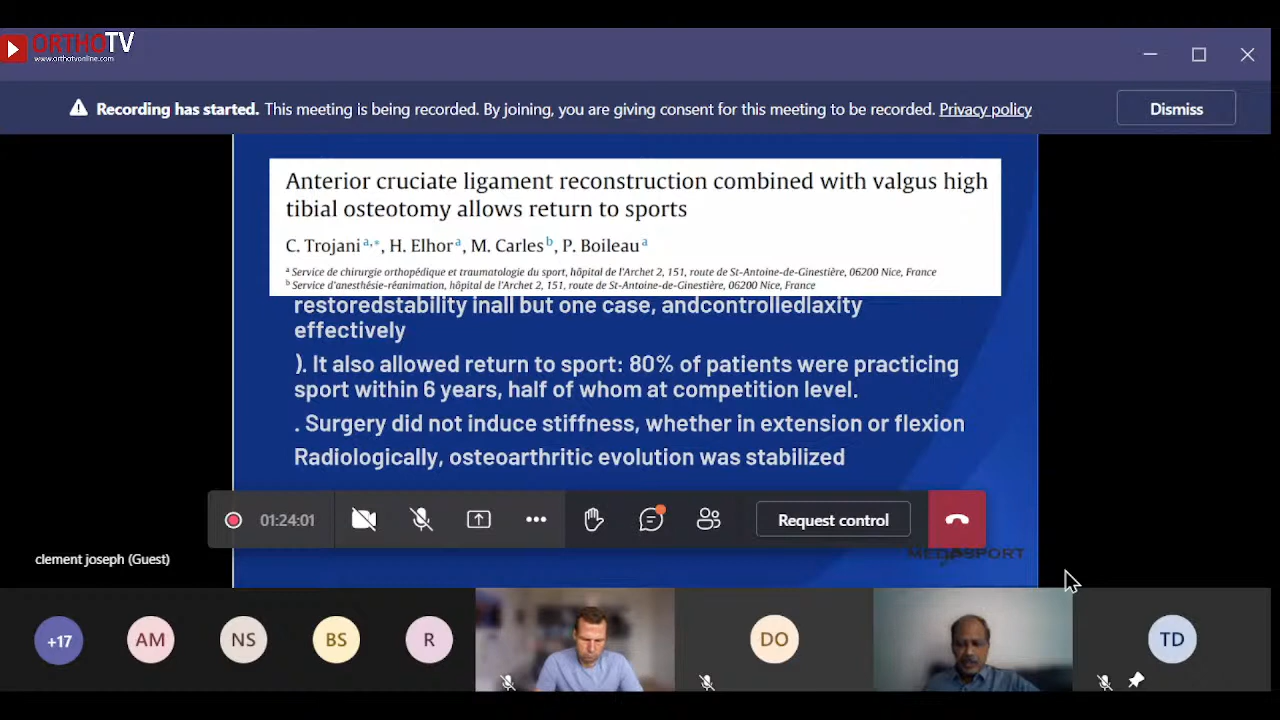 ORTHOTV
www.orthotvonline.com
Recording has started. This meeting is being recorded. By joining, you are giving consent for this meeting to be recorded. Privacy policy
Dismiss
Anterior cruciate ligament reconstruction combined with valgus high
tibial osteotomy allows return to sports
C. Trojani a,*, H. Elhor a, M. Carles b, P. Boileau a
a Service de chirurgie orthopédique et traumatologie du sport, hôpital de l'Archet 2, 151, route de St-Antoine-de-Ginestière, 06200 Nice, France
b Service d'anesthésie-réanimation, hôpital de l'Archet 2, 151, route de St-Antoine-de-Ginestière, 06200 Nice, France
restoredstability inall but one case, andcontrolledlaxity
effectively
). It also allowed return to sport: 80% of patients were practicing
sport within 6 years, half of whom at competition level.
. Surgery did not induce stiffness, whether in extension or flexion
Radiologically, osteoarthritic evolution was stabilized
01:24:01
Request control
clement joseph (Guest)
+17
AM
NS
BS
R
DO
TD